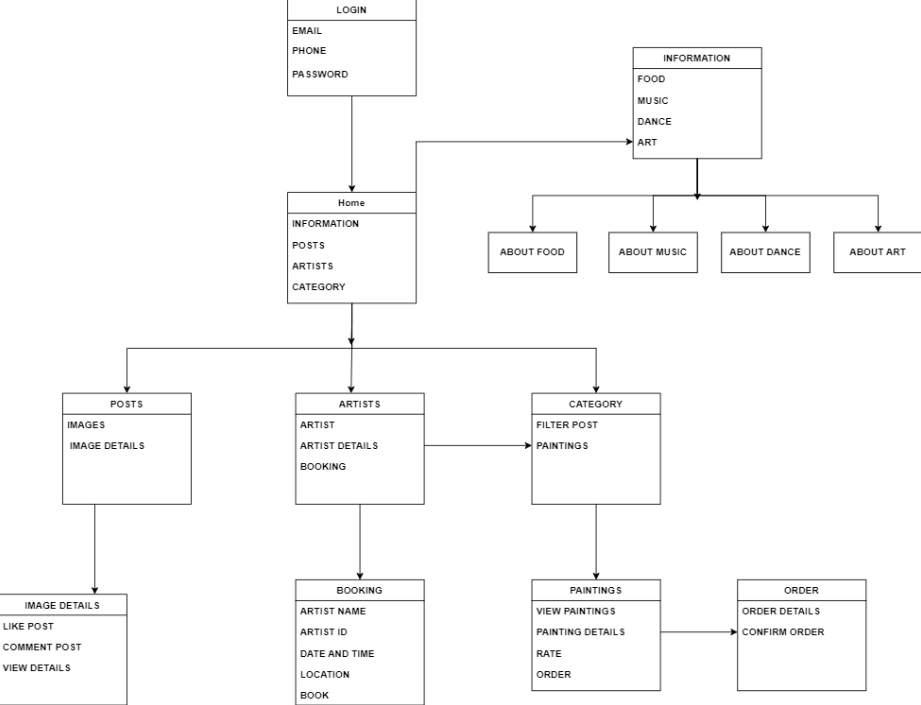 LOGIN
EMAIL
PHONE
PASSWORD
INFORMATION
FOOD
MUSIC
DANCE
ART
Home
INFORMATION
POSTS
ARTISTS
CATEGORY
ABOUT FOOD
ABOUT MUSIC
ABOUT DANCE
ABOUT ART
POSTS
IMAGES
IMAGE DETAILS
ARTISTS
ARTIST
ARTIST DETAILS
BOOKING
CATEGORY
FILTER POST
PAINTINGS
IMAGE DETAILS
LIKE POST
COMMENT POST
VIEW DETAILS
BOOKING
ARTIST NAME
ARTIST ID
DATE AND TIME
LOCATION
BOOK
PAINTINGS
VIEW PAINTINGS
PAINTING DETAILS
RATE
ORDER
ORDER
ORDER DETAILS
CONFIRM ORDER